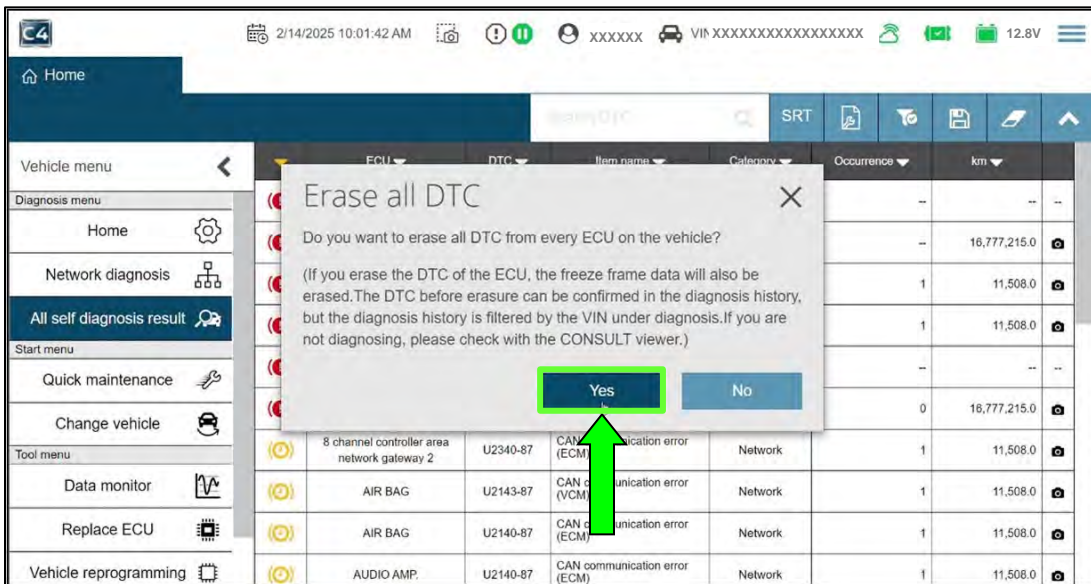 C4
2/14/2025 10:01:42 AM
XXXXXX
VIN XXXXXXXXXXXXXXXXX
12.8V
Home
SRT
Vehicle menu
ECU DTC Item name Category Occurrence km
Diagnosis menu
Home
Network diagnosis
All self diagnosis result
Start menu
Quick maintenance
Change vehicle
Tool menu
Data monitor
Replace ECU
Vehicle reprogramming
Erase all DTC
Do you want to erase all DTC from every ECU on the vehicle?
(If you erase the DTC of the ECU, the freeze frame data will also be
erased.The DTC before erasure can be confirmed in the diagnosis history,
but the diagnosis history is filtered by the VIN under diagnosis.If you are
not diagnosing, please check with the CONSULT viewer.)
Yes No
-- -- --
-- 16,777,215.0
1 11,508.0
1 11,508.0
-- -- --
0 16,777,215.0
8 channel controller area
network gateway 2
U2340-87
CAN communication error
(ECM)
Network 1 11,508.0
AIR BAG U2143-87
CAN communication error
(VCM)
Network 1 11,508.0
AIR BAG U2140-87
CAN communication error
(ECM)
Network 1 11,508.0
AUDIO AMP. U2140-87
CAN communication error
(ECM)
Network 1 11,508.0